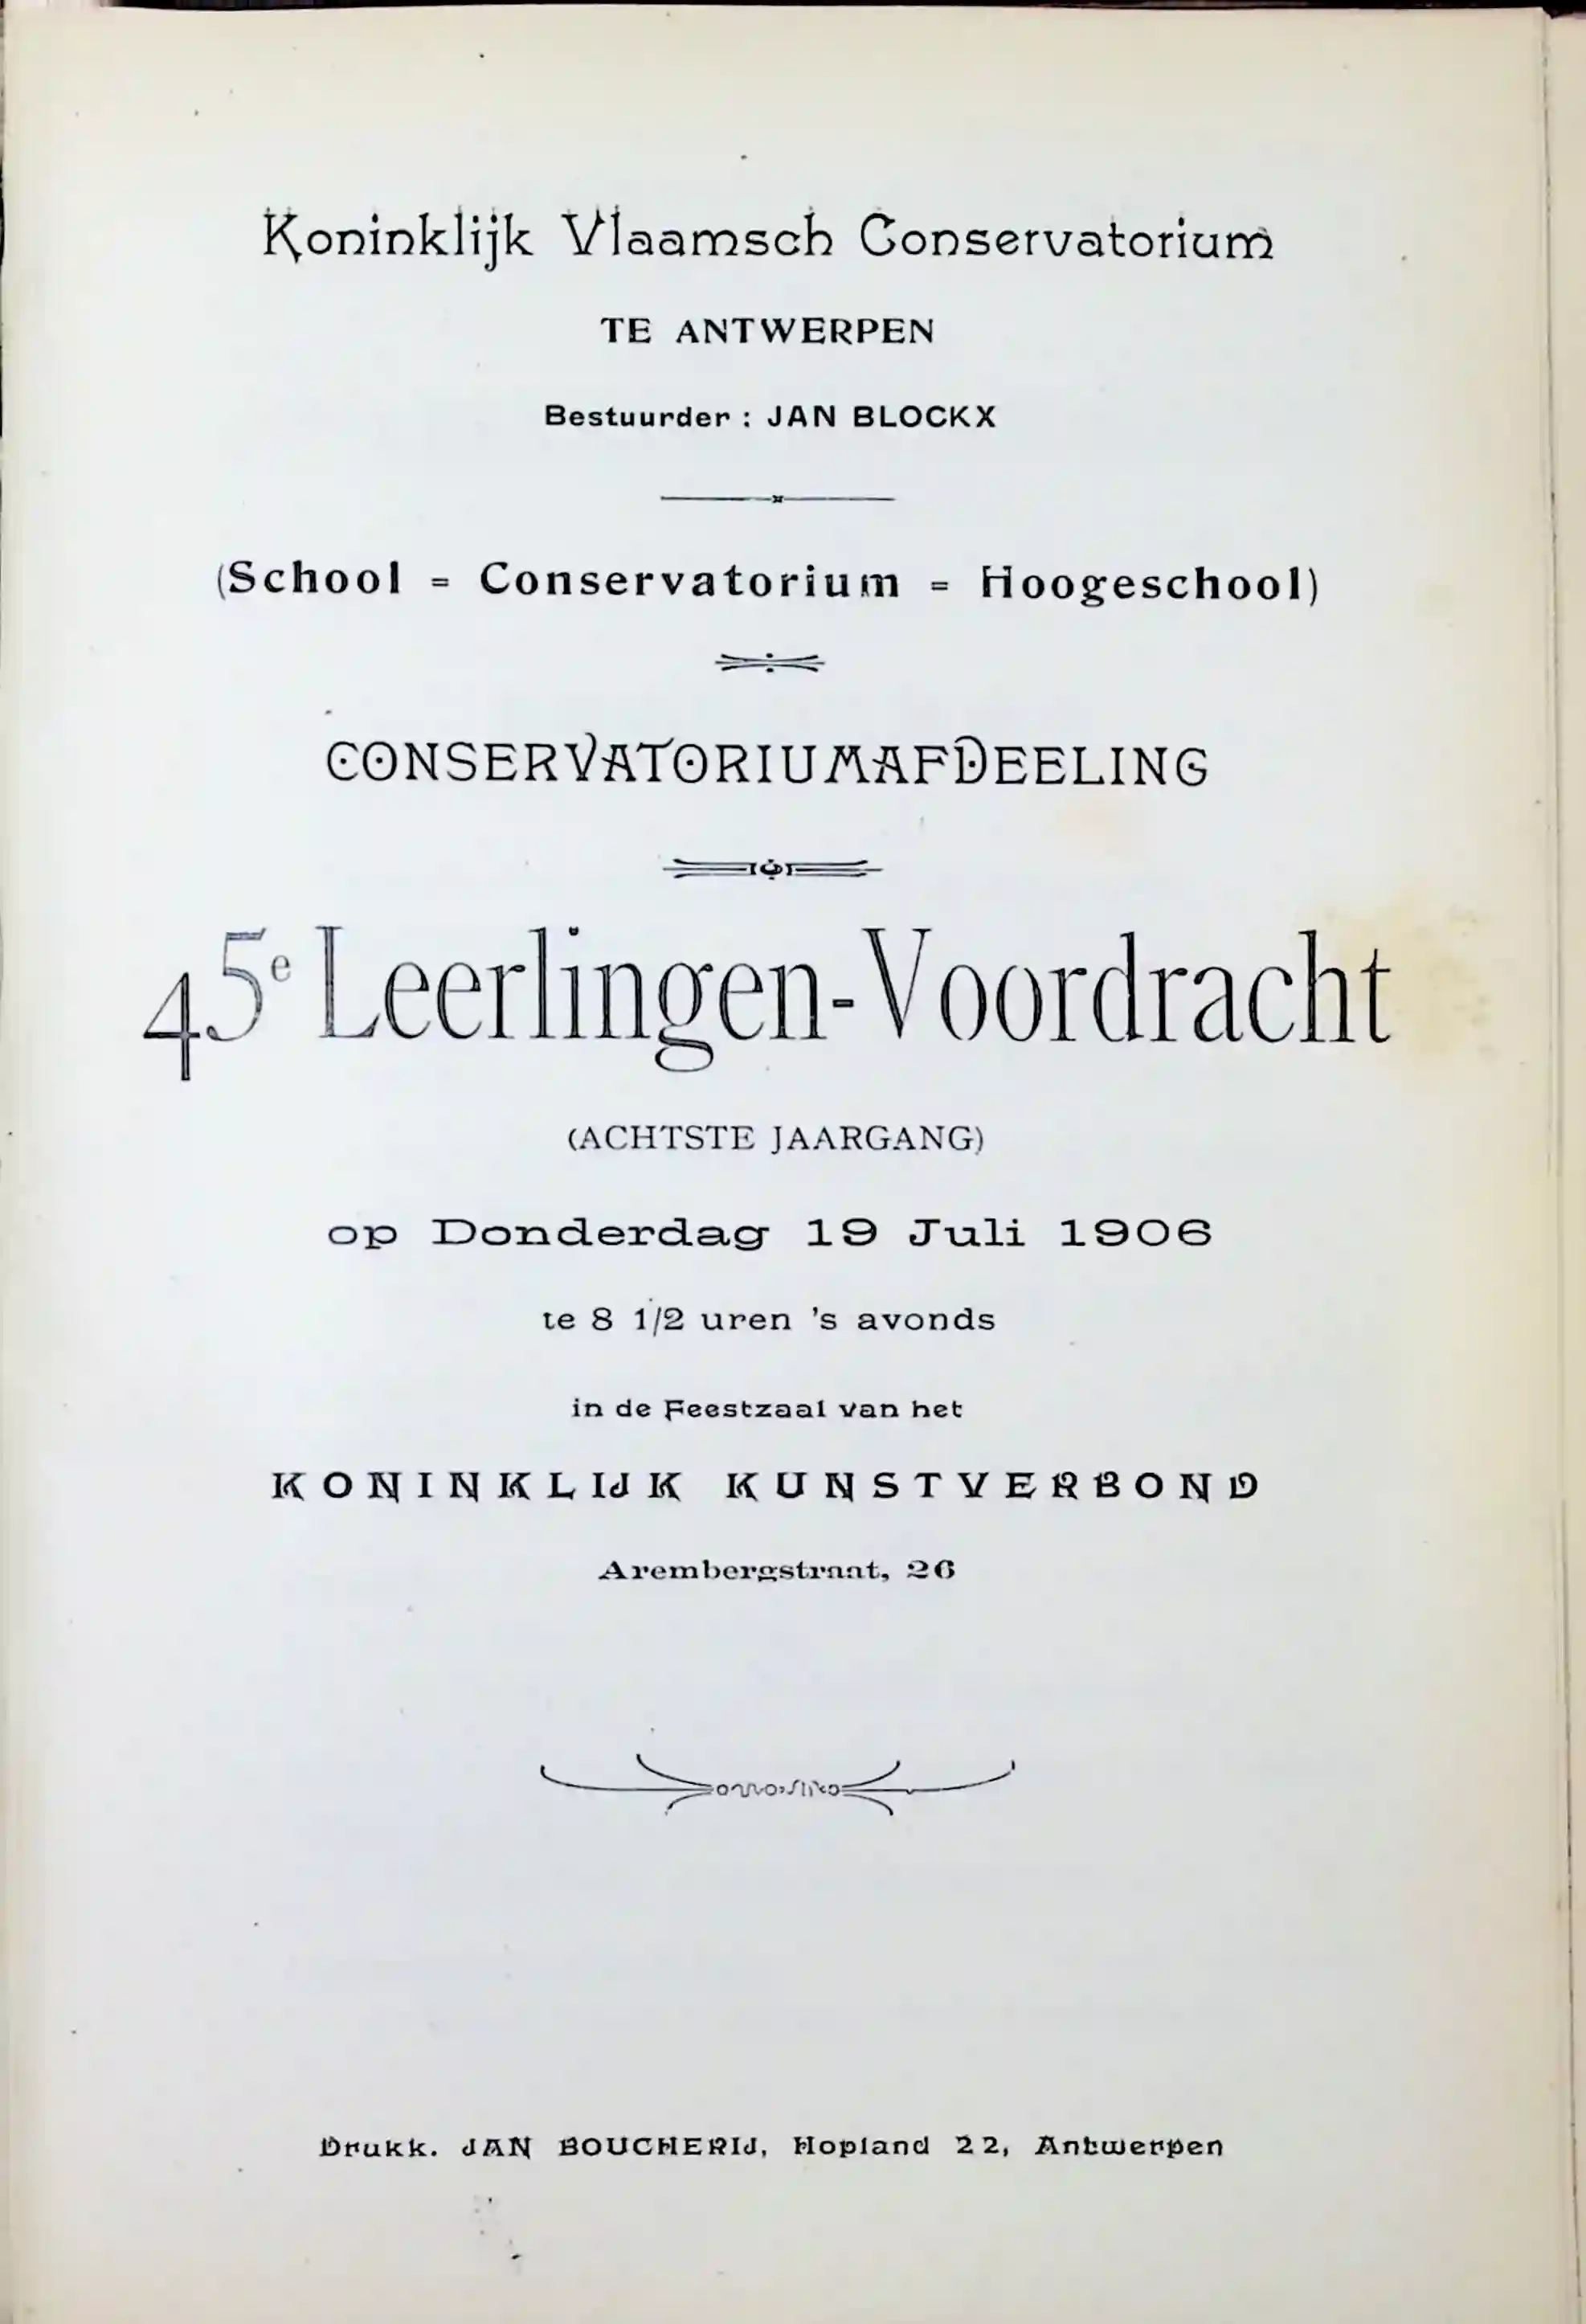 Koninklijk Vlaamsch Conservatorium
TE ANTWERPEN
Bestuurder : JAN BLOCKX
(School = Conservatorium = Hoogeschool)
CONSERVATORIUMAFDEELING
45e Leerlingen-Voordracht
(ACHTSTE JAARGANG)
op Donderdag 19 Juli 1906
te 8 1/2 uren 's avonds
in de Feestzaal van het
KONINKLIJK KUNSTVERBOND
Arembergstraat, 26
Drukk. JAN BOUCHERIJ, Hopland 22, Antwerpen